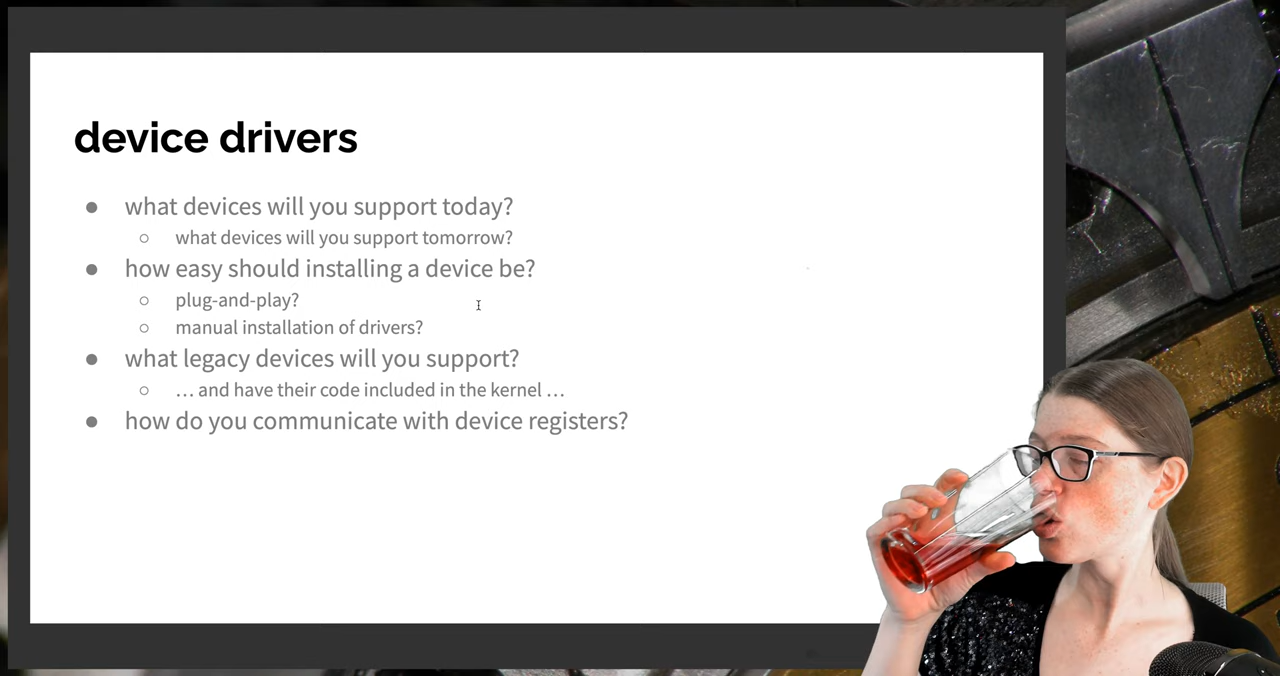 device drivers
● what devices will you support today?
○ what devices will you support tomorrow?
● how easy should installing a device be?
○ plug-and-play?
○ manual installation of drivers?
● what legacy devices will you support?
○ … and have their code included in the kernel …
● how do you communicate with device registers?